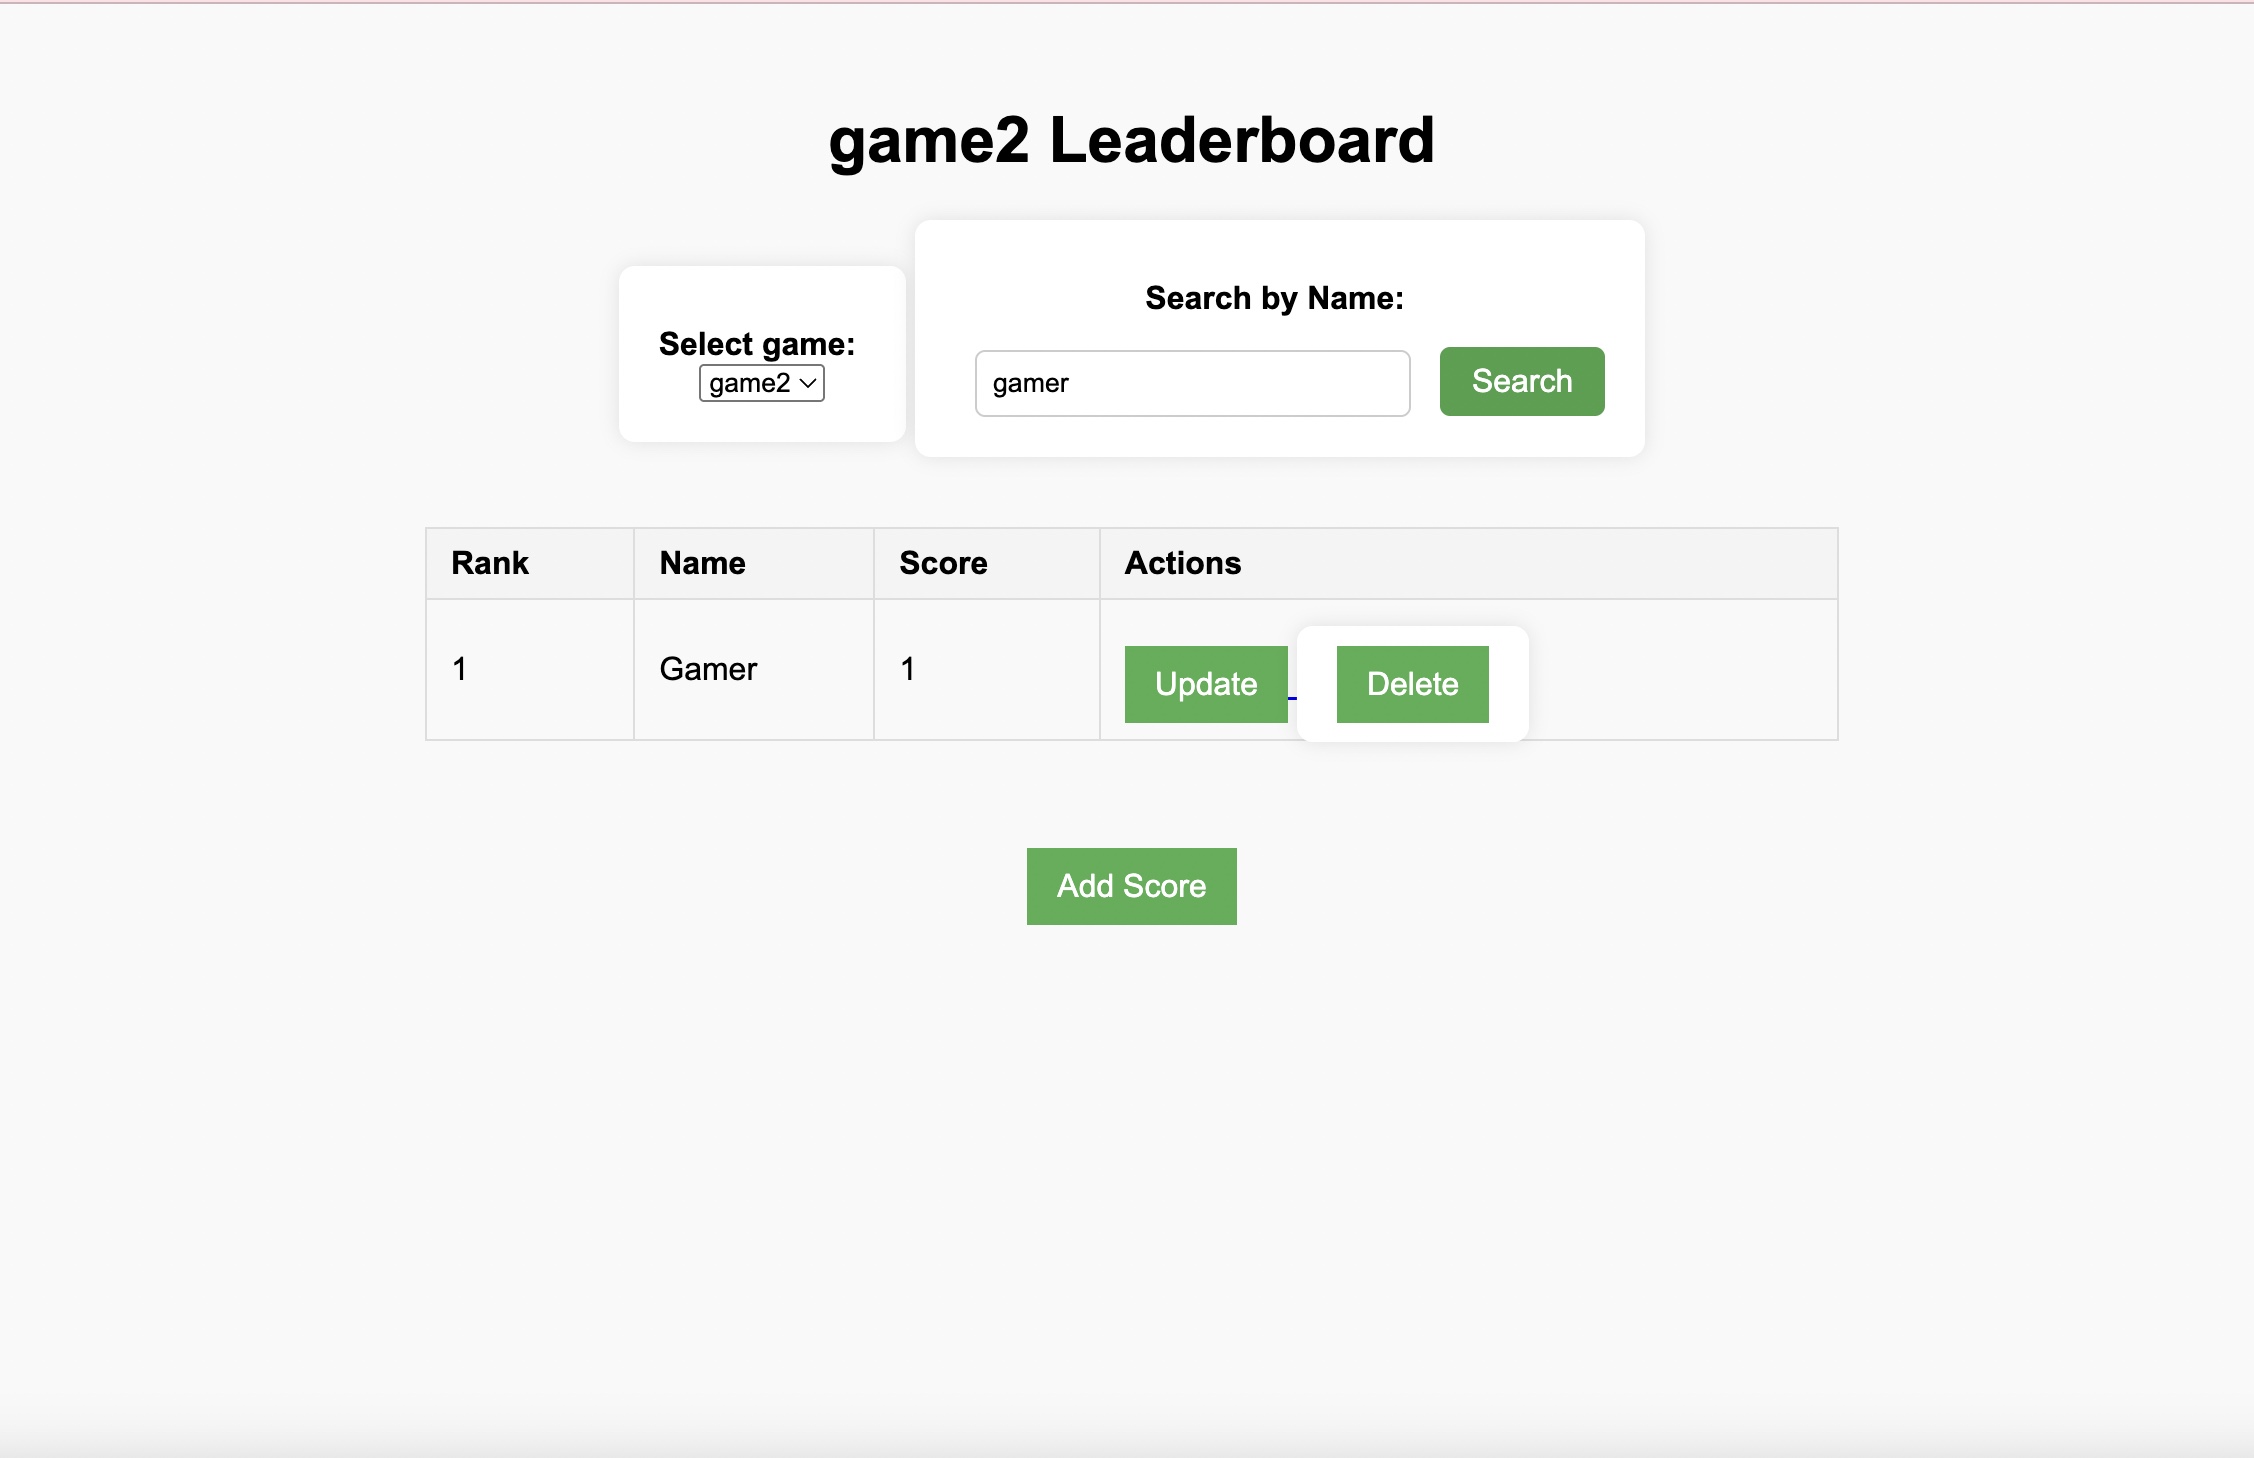 game2 Leaderboard
Select game:
game2
Search by Name:
gamer
Search
Rank Name Score Actions
1 Gamer 1 Update Delete
Add Score